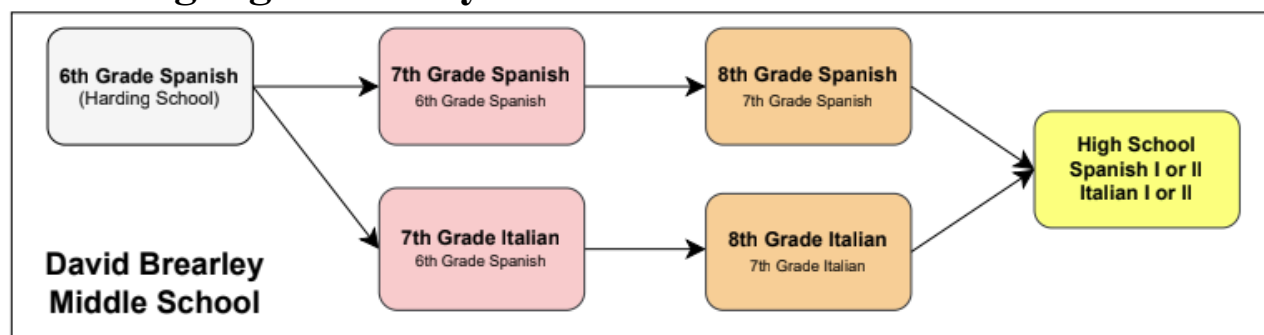 6th Grade Spanish
(Harding School)
7th Grade Spanish
6th Grade Spanish
8th Grade Spanish
7th Grade Spanish
High School
Spanish I or II
Italian I or II
7th Grade Italian
6th Grade Spanish
8th Grade Italian
7th Grade Italian
David Brearley
Middle School